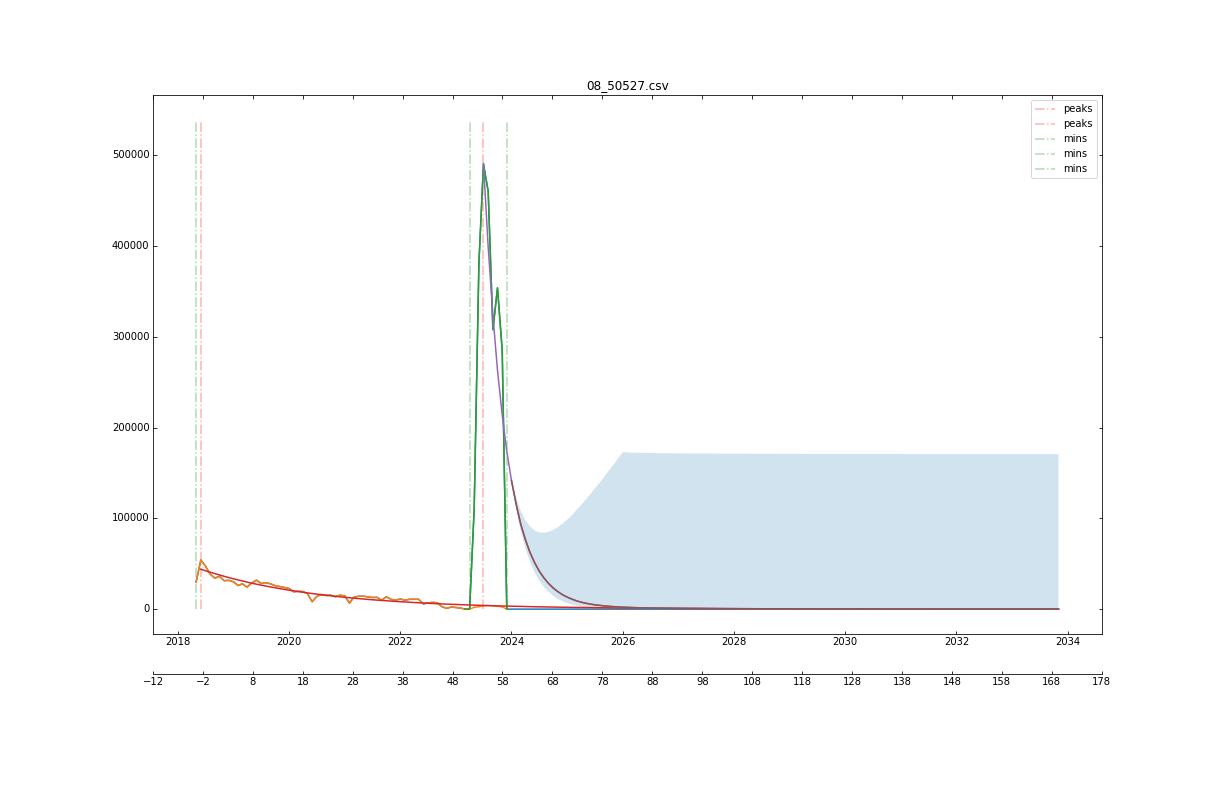 08_50527.csv
peaks
peaks
mins
mins
mins
500000
400000
300000
200000
100000
0
2018 2020 2022 2024 2026 2028 2030 2032 2034
−12 −2 8 18 28 38 48 58 68 78 88 98 108 118 128 138 148 158 168 178